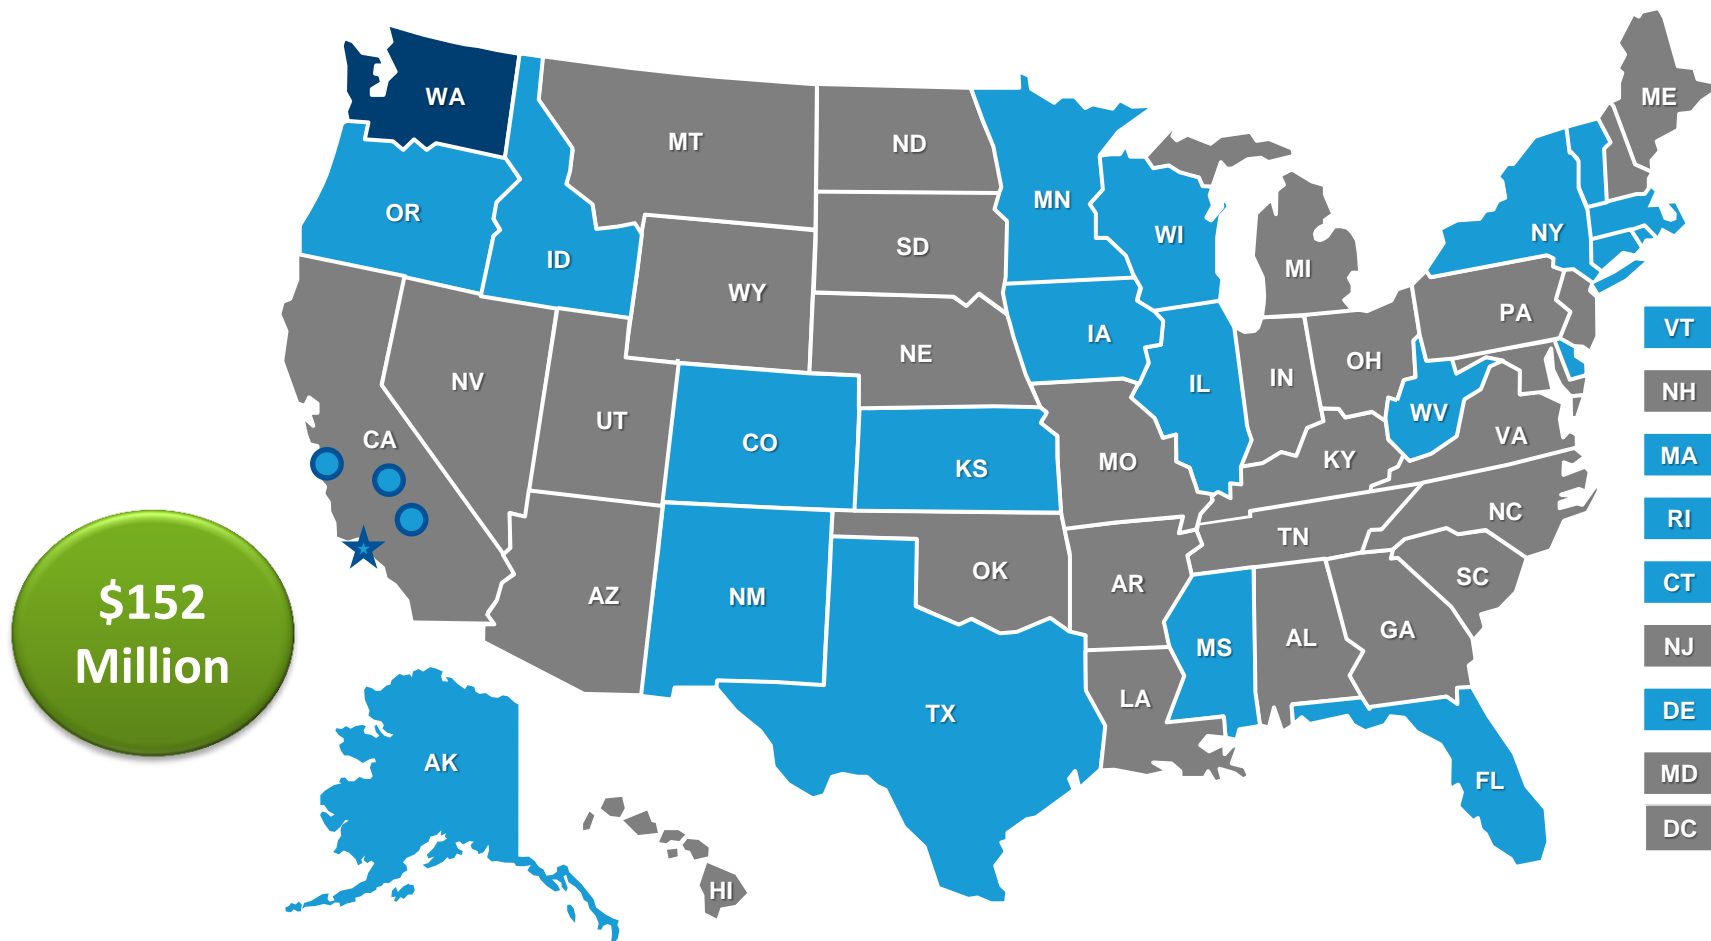 WA
MT
ND
ME
OR
ID
MN
WI
NY
SD
WY
MI
IA
NE
PA
VT
NV
UT
CA
CO
KS
IL
IN
OH
NH
WV
VA
MO
KY
MA
NC
RI
TN
OK
AR
SC
AZ
NM
CT
MS
AL
GA
NJ
$152
Million
TX
LA
DE
AK
FL
MD
DC
HI